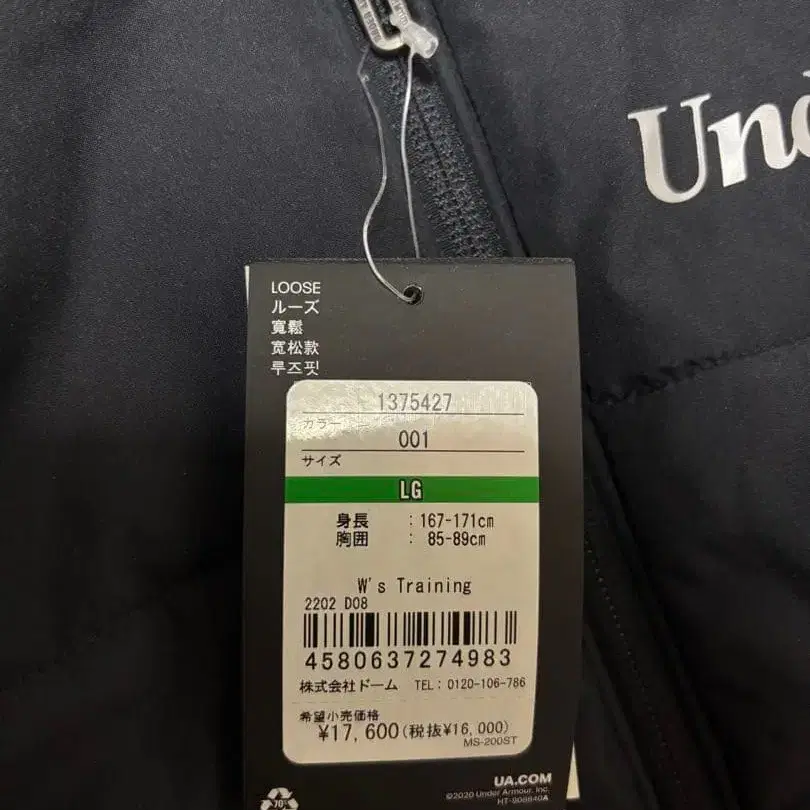 Und
LOOSE
ルーズ
寬鬆
宽松款
루즈핏
1375427
カラー
001
サイズ
LG
身長 : 167-171cm
胸囲 : 85-89cm
W's Training
2202 D08
4580637274983
株式会社ドーム TEL: 0120-106-786
希望小売価格
¥17,600(税抜¥16,000)
MS-200ST
UA.COM
©2020 Under Armour, Inc.
HT-908840A
70%